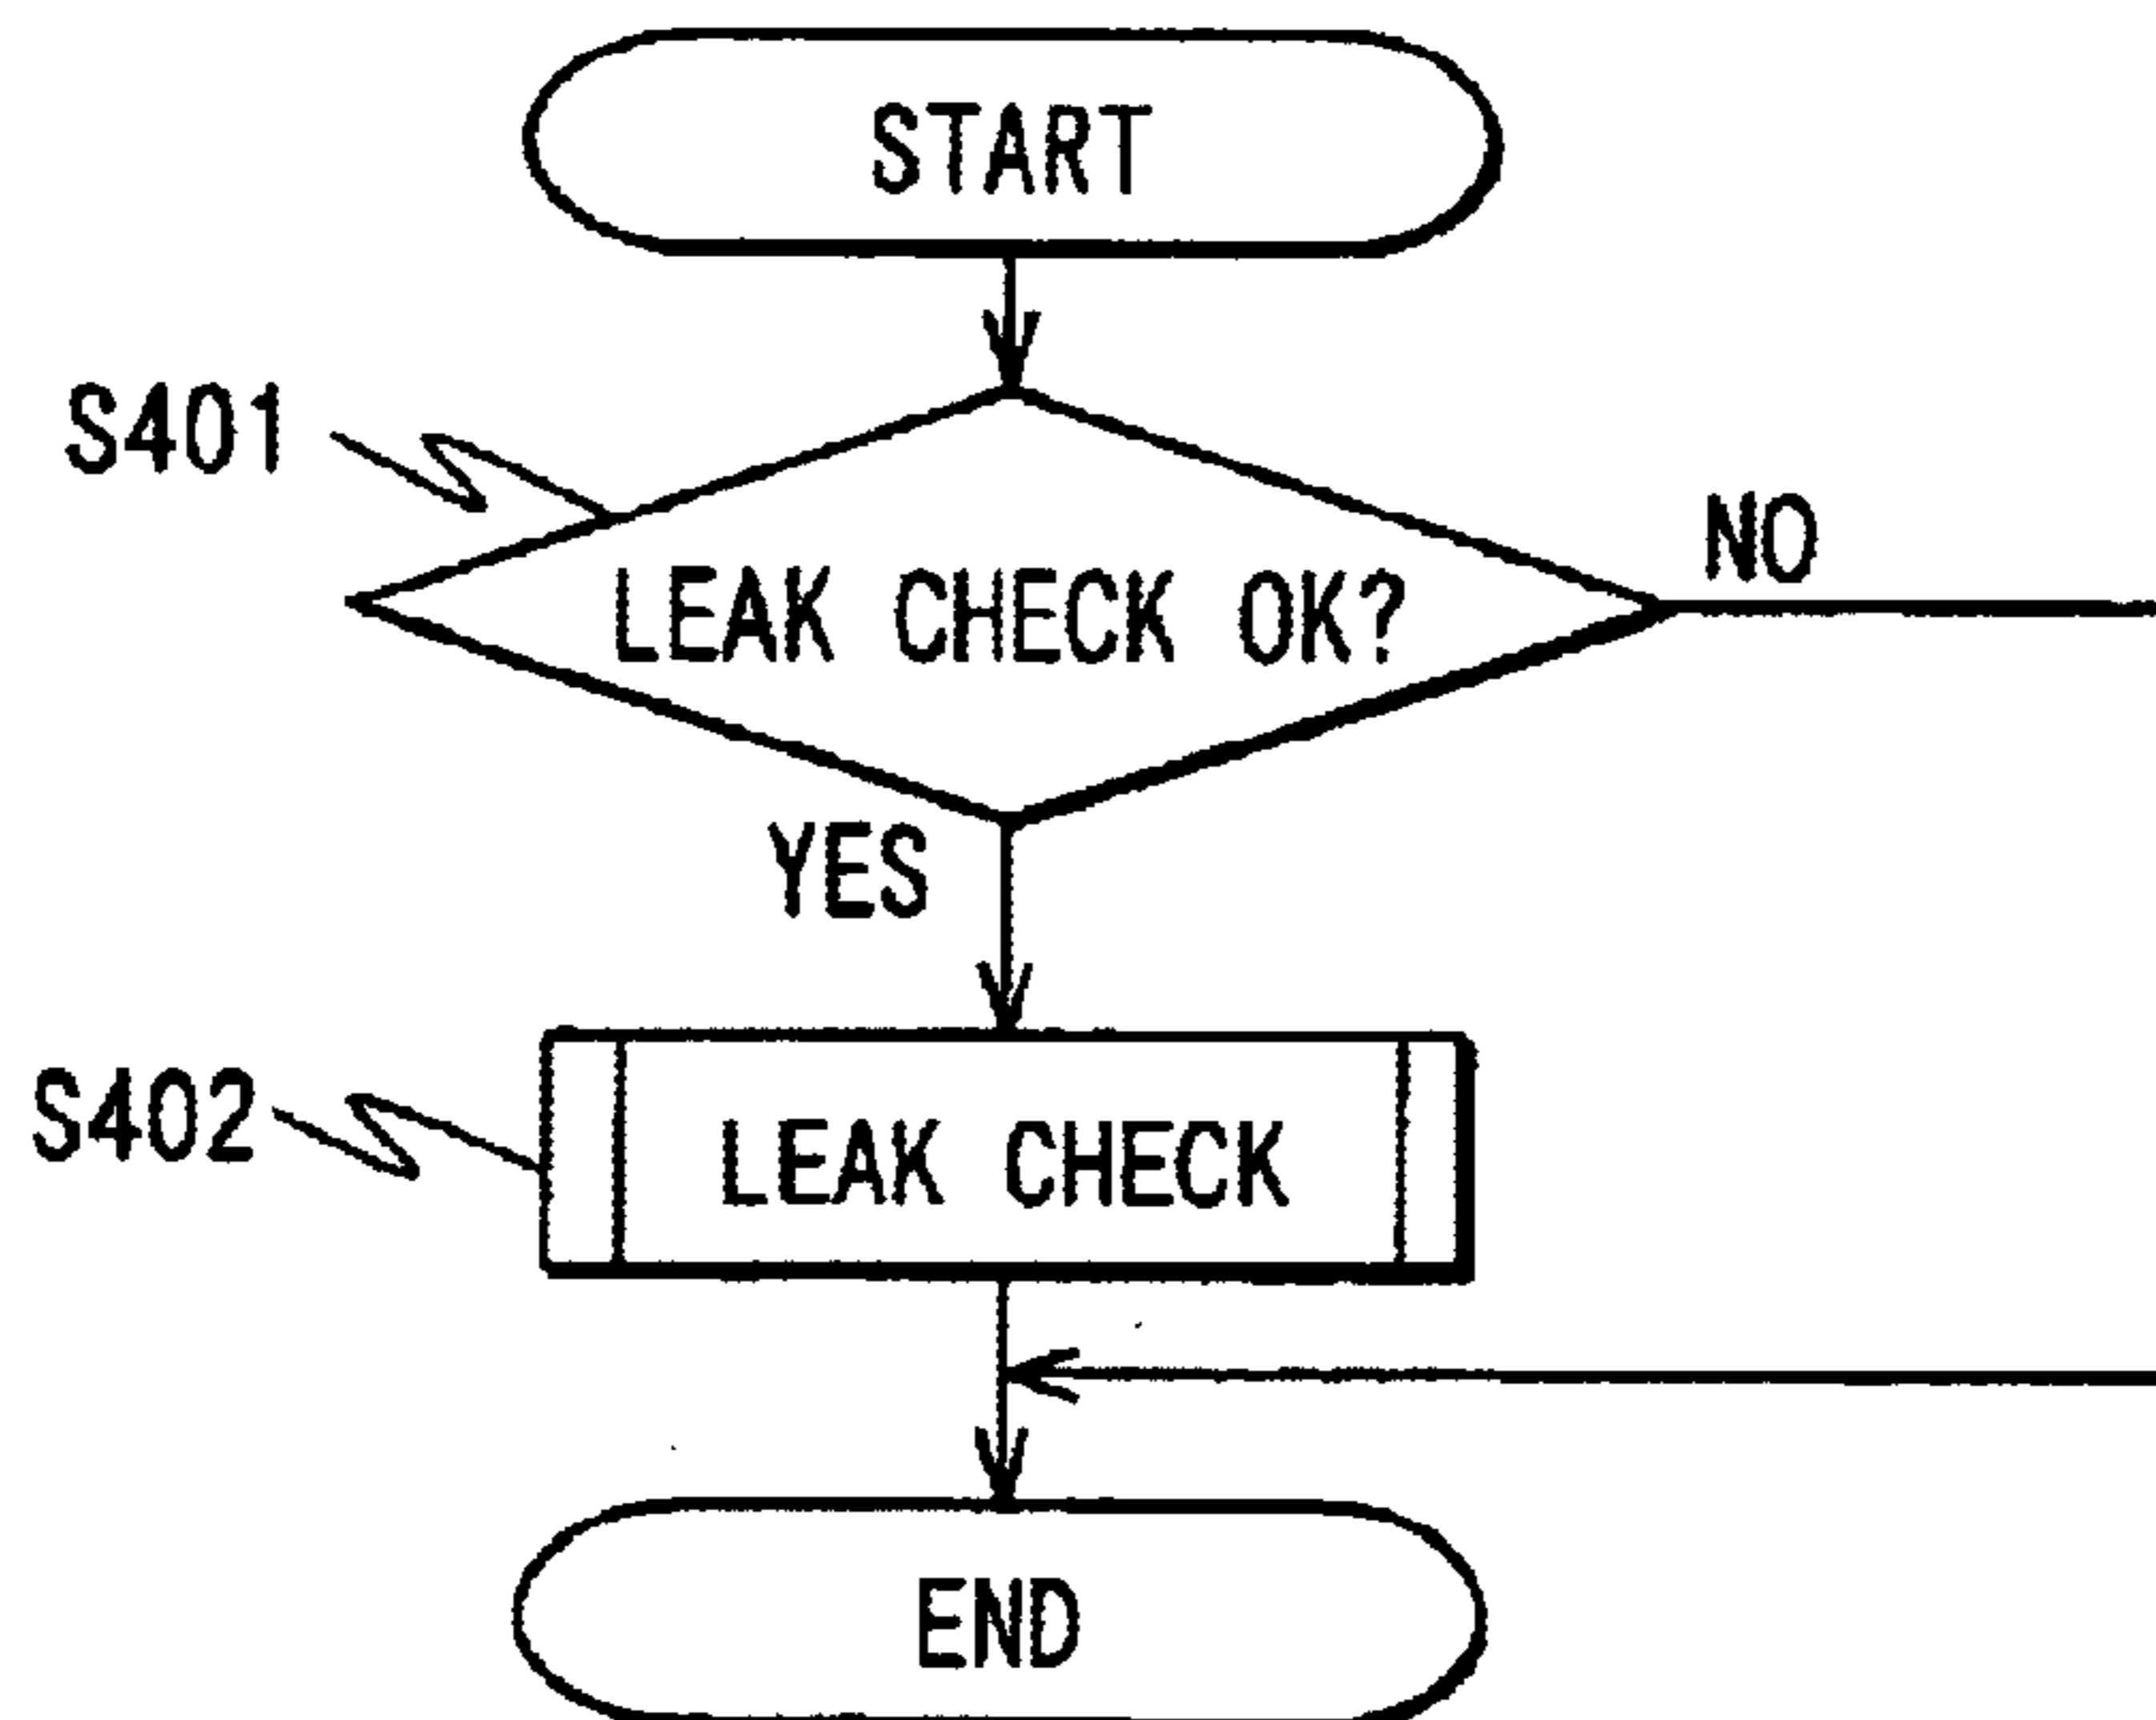 START
S401
LEAK CHECK OK?
NO
YES
S402
LEAK CHECK
END